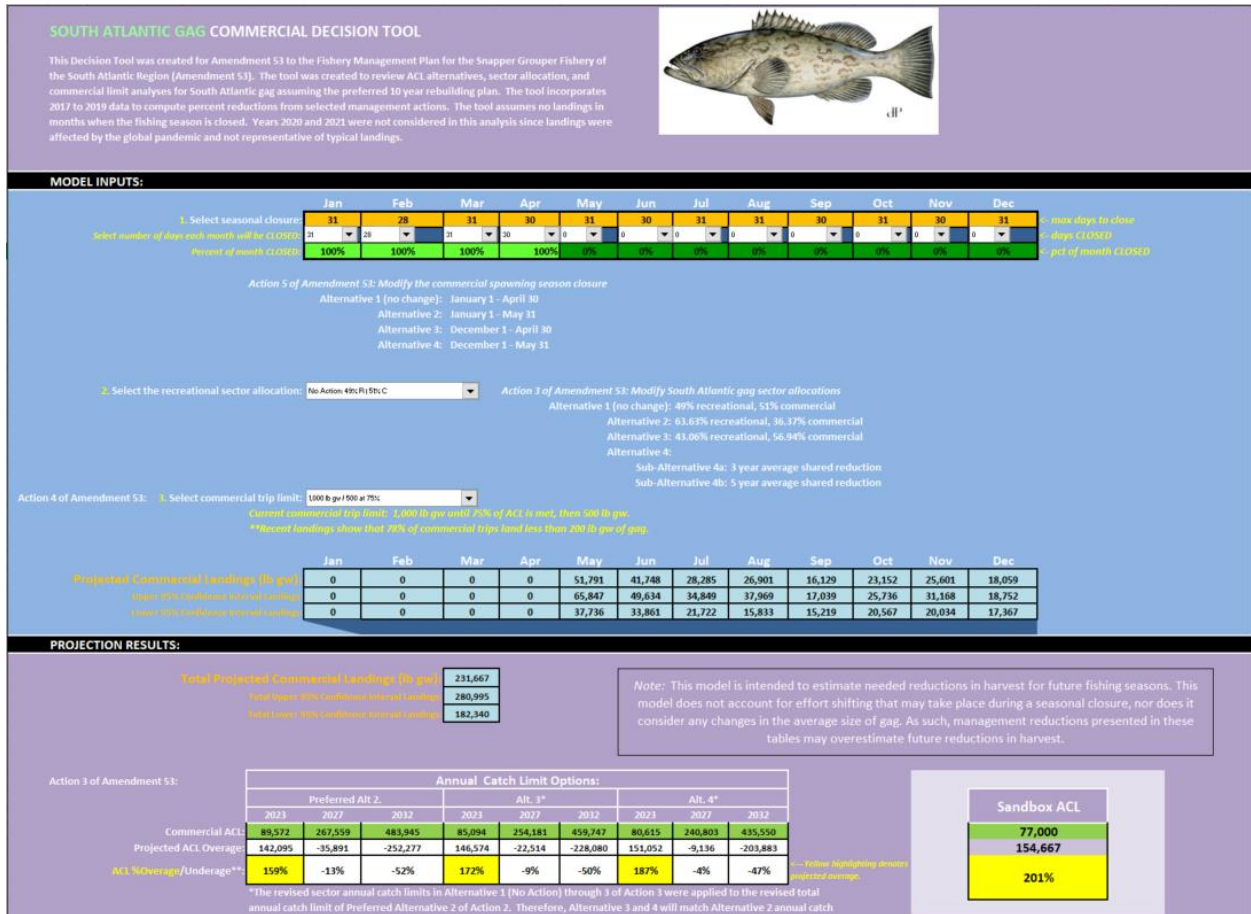 SOUTH ATLANTIC GAG COMMERCIAL DECISION TOOL
This Decision Tool was created for Amendment 53 to the Fishery Management Plan for the Snapper Grouper Fishery of
the South Atlantic Region (Amendment 53). The tool was created to review ACL alternatives, sector allocation, and
commercial limit analyses for South Atlantic gag assuming the preferred 10 year rebuilding plan. The tool incorporates
2017 to 2019 data to compute percent reductions from selected management actions. The tool assumes no landings in
months when the fishing season is closed. Years 2020 and 2021 were not considered in this analysis since landings were
affected by the global pandemic and not representative of typical landings.
MODEL INPUTS:
Jan Feb Mar Apr May Jun Jul Aug Sep Oct Nov Dec
1. Select seasonal closure: 31 28 31 30 31 30 31 31 30 31 30 31 <- max days to close
Select number of days each month will be CLOSED: 31 28 31 30 0 0 0 0 0 0 0 0 <- days CLOSED
Percent of month CLOSED: 100% 100% 100% 100% 0% 0% 0% 0% 0% 0% 0% 0% <- pct of month CLOSED
Action 5 of Amendment 53: Modify the commercial spawning season closure
Alternative 1 (no change): January 1 - April 30
Alternative 2: January 1 - May 31
Alternative 3: December 1 - April 30
Alternative 4: December 1 - May 31
2. Select the recreational sector allocation: No Action: 49% R | 51% C Action 3 of Amendment 53: Modify South Atlantic gag sector allocations
Alternative 1 (no change): 49% recreational, 51% commercial
Alternative 2: 63.63% recreational, 36.37% commercial
Alternative 3: 43.06% recreational, 56.94% commercial
Alternative 4:
Sub-Alternative 4a: 3 year average shared reduction
Sub-Alternative 4b: 5 year average shared reduction
Action 4 of Amendment 53: 3. Select commercial trip limit: 1,000 lb gw / 500 at 75%
Current commercial trip limit: 1,000 lb gw until 75% of ACL is met, then 500 lb gw.
**Recent landings show that 78% of commercial trips land less than 200 lb gw of gag.
Jan Feb Mar Apr May Jun Jul Aug Sep Oct Nov Dec
Projected Commercial Landings (lb gw) 0 0 0 0 51,791 41,748 28,285 26,901 16,129 23,152 25,601 18,059
Upper 95% Confidence Interval Landings 0 0 0 0 65,847 49,634 34,849 37,969 17,039 25,736 31,168 18,752
Lower 95% Confidence Interval Landings 0 0 0 0 37,736 33,861 21,722 15,833 15,219 20,567 20,034 17,367
PROJECTION RESULTS:
Total Projected Commercial Landings (lb gw): 231,667
Total Upper 95% Confidence Interval Landings 280,995
Total Lower 95% Confidence Interval Landings 182,340
Note: This model is intended to estimate needed reductions in harvest for future fishing seasons. This
model does not account for effort shifting that may take place during a seasonal closure, nor does it
consider any changes in the average size of gag. As such, management reductions presented in these
tables may overestimate future reductions in harvest.
Action 3 of Amendment 53: Annual Catch Limit Options:
Preferred Alt 2. Alt. 3* Alt. 4*
2023 2027 2032 2023 2027 2032 2023 2027 2032
Commercial ACL: 89,572 267,559 483,945 85,094 254,181 459,747 80,615 240,803 435,550
Projected ACL Overage: 142,095 -35,891 -252,277 146,574 -22,514 -228,080 151,052 -9,136 -203,883
ACL %Overage/Underage**: 159% -13% -52% 172% -9% -50% 187% -4% -47% <---Yellow highlighting denotes
projected overage.
Sandbox ACL
77,000
154,667
201%
*The revised sector annual catch limits in Alternative 1 (No Action) through 3 of Action 3 were applied to the revised total
annual catch limit of Preferred Alternative 2 of Action 2. Therefore, Alternative 3 and 4 will match Alternative 2 annual catch